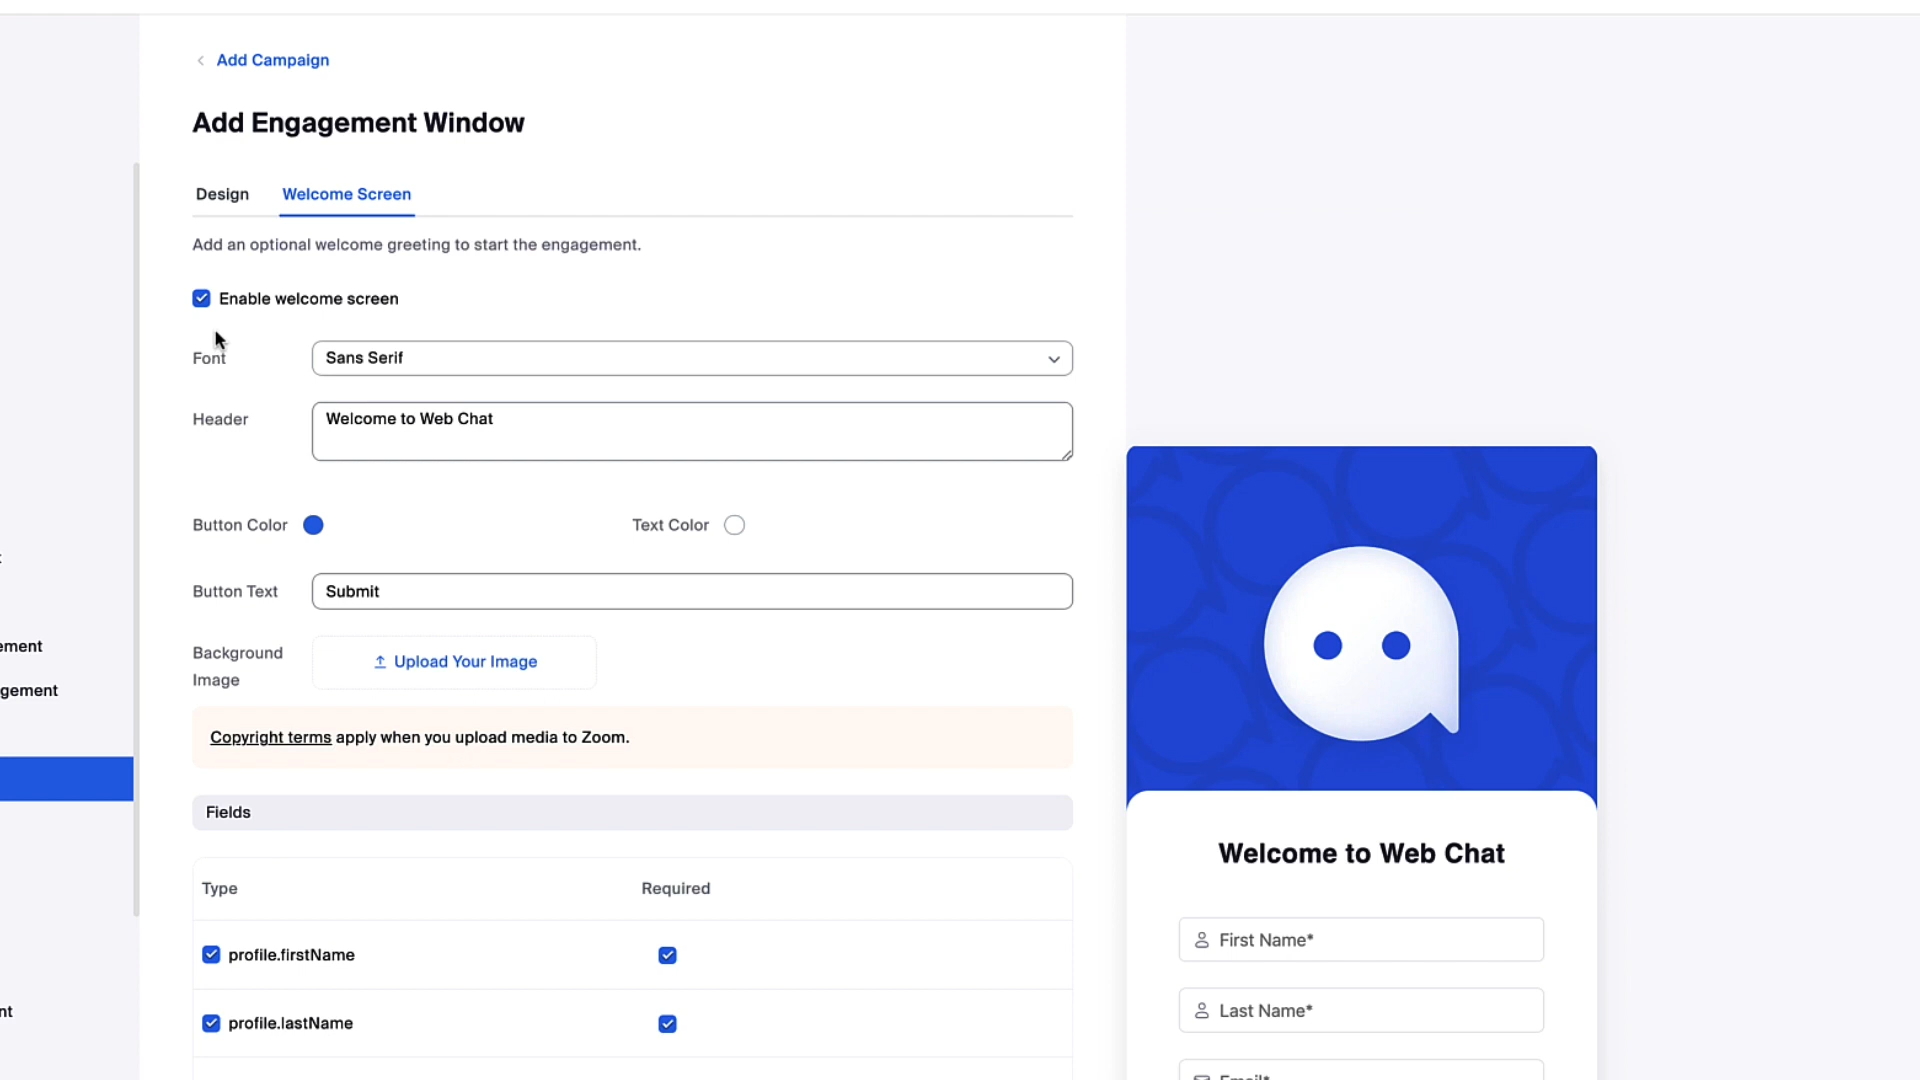 Add Campaign
Add Engagement Window
Design
Welcome Screen
Add an optional welcome greeting to start the engagement.
Enable welcome screen
Font
Sans Serif
Header
Welcome to Web Chat
Button Color
Text Color
Button Text
Submit
Background
Image
Upload Your Image
Copyright terms apply when you upload media to Zoom.
Fields
Type
Required
profile.firstName
profile.lastName
ement
gement
nt
Welcome to Web Chat
First Name*
Last Name*
Email*